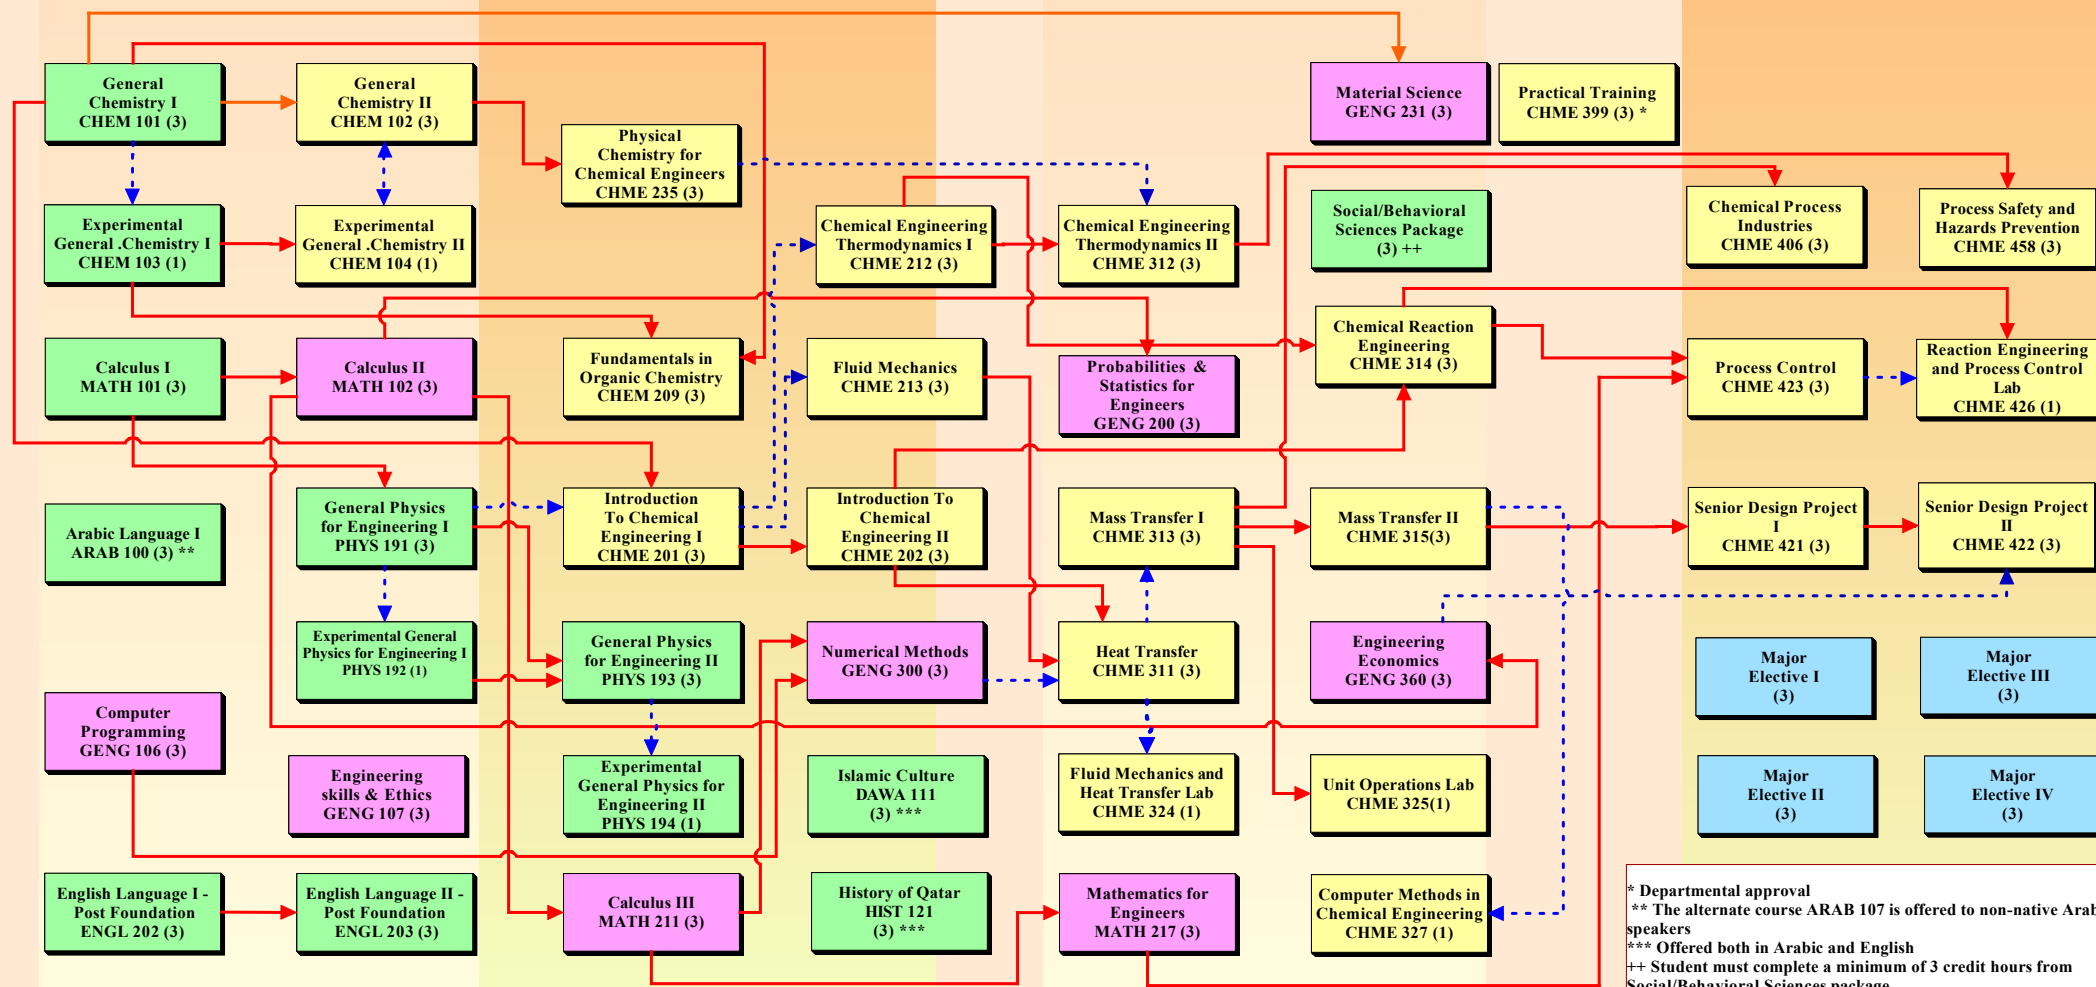 General
Chemistry I
CHEM 101 (3)
General
Chemistry II
CHEM 102 (3)
Material Science
GENG 231 (3)
Practical Training
CHME 399 (3) *
Physical
Chemistry for
Chemical Engineers
CHME 235 (3)
Experimental
General .Chemistry I
CHEM 103 (1)
Experimental
General .Chemistry II
CHEM 104 (1)
Chemical Engineering
Thermodynamics I
CHME 212 (3)
Chemical Engineering
Thermodynamics II
CHME 312 (3)
Social/Behavioral
Sciences Package
(3) ++
Chemical Process
Industries
CHME 406 (3)
Process Safety and
Hazards Prevention
CHME 458 (3)
Calculus I
MATH 101 (3)
Calculus II
MATH 102 (3)
Fundamentals in
Organic Chemistry
CHEM 209 (3)
Fluid Mechanics
CHME 213 (3)
Probabilities &
Statistics for
Engineers
GENG 200 (3)
Chemical Reaction
Engineering
CHME 314 (3)
Process Control
CHME 423 (3)
Reaction Engineering
and Process Control
Lab
CHME 426 (1)
Arabic Language I
ARAB 100 (3) **
General Physics
for Engineering I
PHYS 191 (3)
Introduction
To Chemical
Engineering I
CHME 201 (3)
Introduction To
Chemical
Engineering II
CHME 202 (3)
Mass Transfer I
CHME 313 (3)
Mass Transfer II
CHME 315(3)
Senior Design Project
I
CHME 421 (3)
Senior Design Project
II
CHME 422 (3)
Experimental General
Physics for Engineering I
PHYS 192 (1)
General Physics
for Engineering II
PHYS 193 (3)
Numerical Methods
GENG 300 (3)
Heat Transfer
CHME 311 (3)
Engineering
Economics
GENG 360 (3)
Major
Elective I
(3)
Major
Elective III
(3)
Computer
Programming
GENG 106 (3)
Engineering
skills & Ethics
GENG 107 (3)
Experimental
General Physics for
Engineering II
PHYS 194 (1)
Islamic Culture
DAWA 111
(3) ***
Fluid Mechanics and
Heat Transfer Lab
CHME 324 (1)
Unit Operations Lab
CHME 325(1)
Major
Elective II
(3)
Major
Elective IV
(3)
English Language I -
Post Foundation
ENGL 202 (3)
English Language II -
Post Foundation
ENGL 203 (3)
Calculus III
MATH 211 (3)
History of Qatar
HIST 121
(3) ***
Mathematics for
Engineers
MATH 217 (3)
Computer Methods in
Chemical Engineering
CHME 327 (1)
* Departmental approval
** The alternate course ARAB 107 is offered to non-native Arab
speakers
*** Offered both in Arabic and English
++ Student must complete a minimum of 3 credit hours from
Social/Behavioral Sciences package